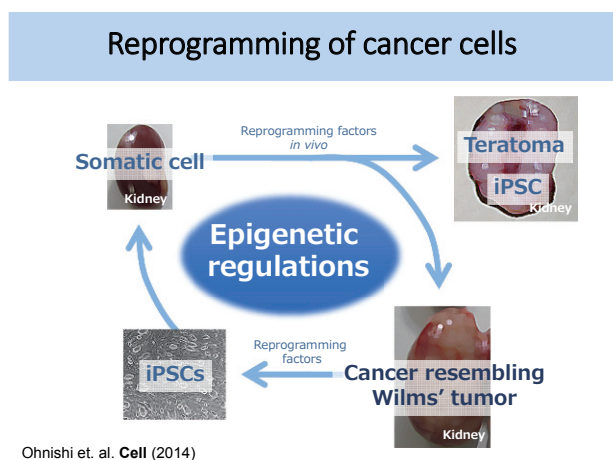 Reprogramming of cancer cells
Reprogramming factors
in vivo
Somatic cell
Kidney
Teratoma
iPSC
Kidney
Epigenetic
regulations
iPSCs
Reprogramming
factors
Cancer resembling
Wilms’ tumor
Kidney
Ohnishi et. al. Cell (2014)